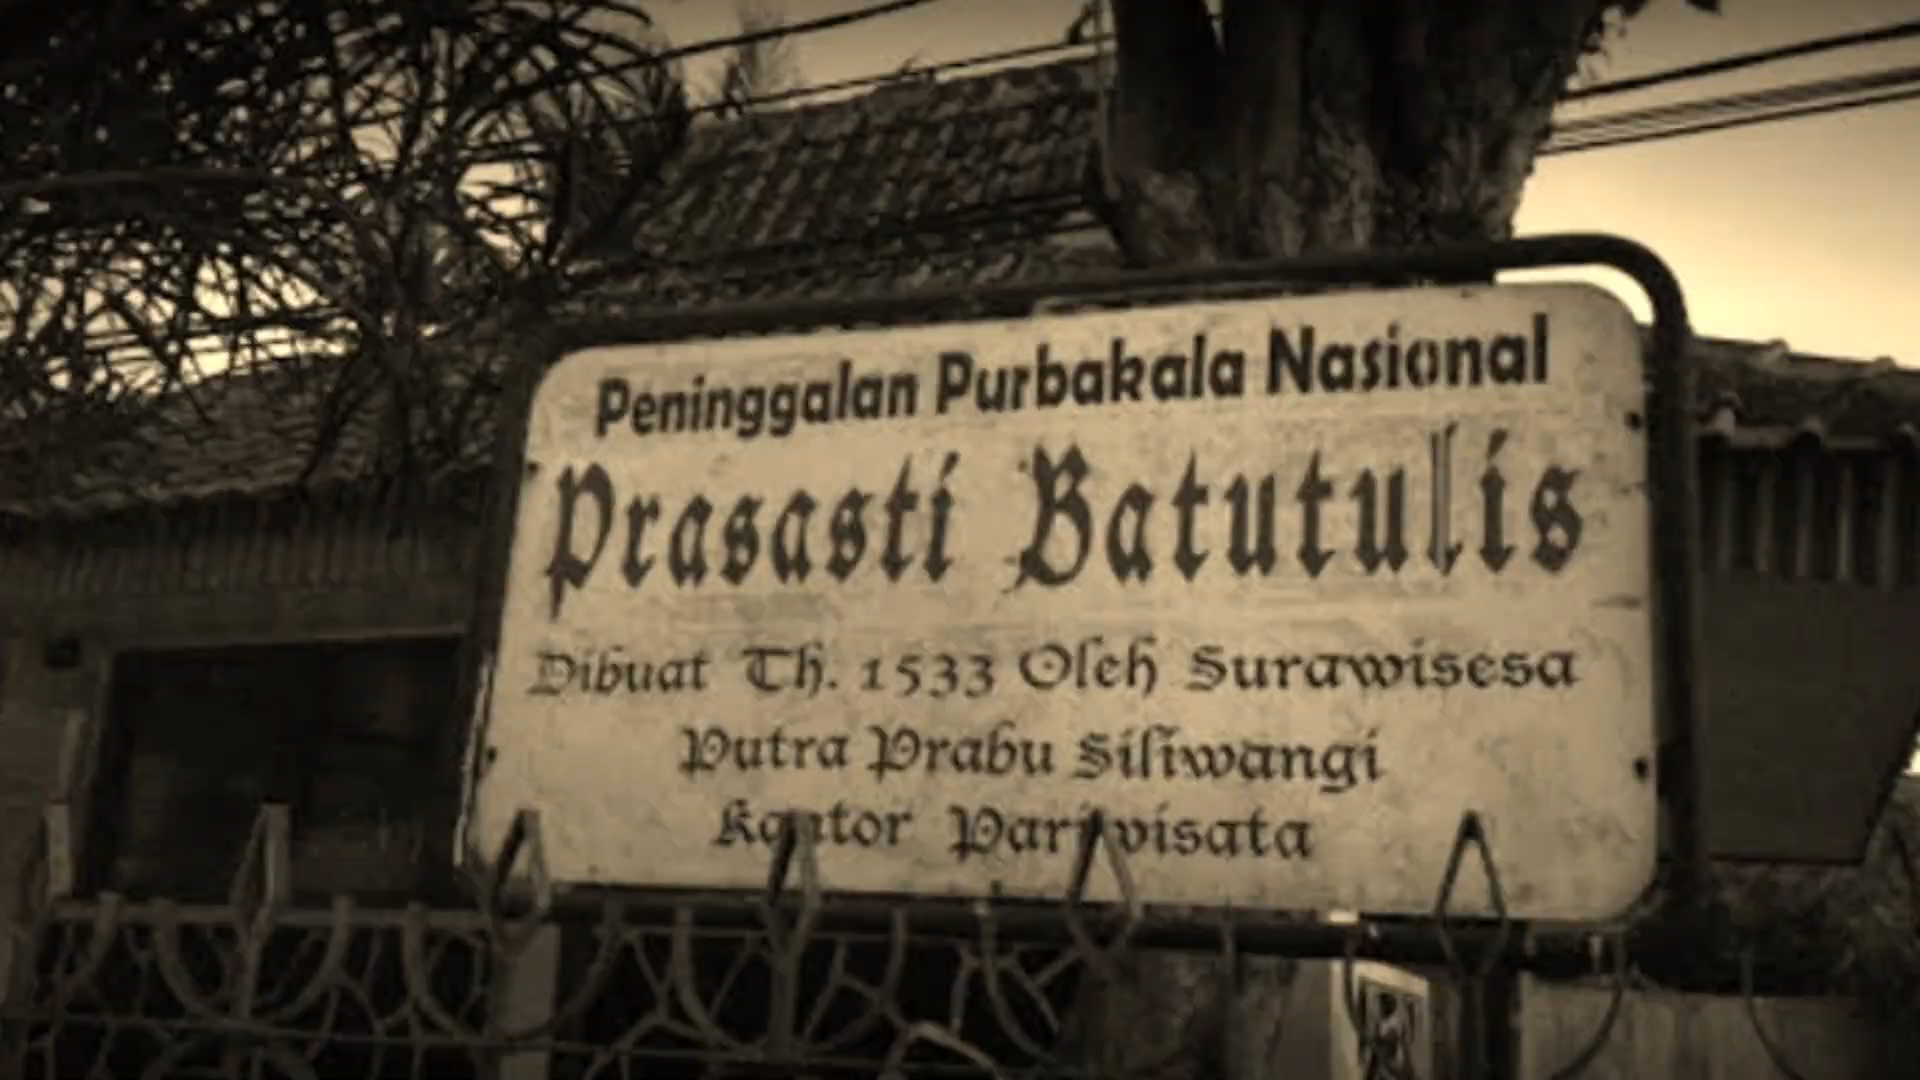 Peninggalan Purbakala Nasional
Prasasti Batutulis
Dibuat Th. 1533 Oleh Surawisesa
Putra Prabu Siliwangi
Kantor Pariwisata